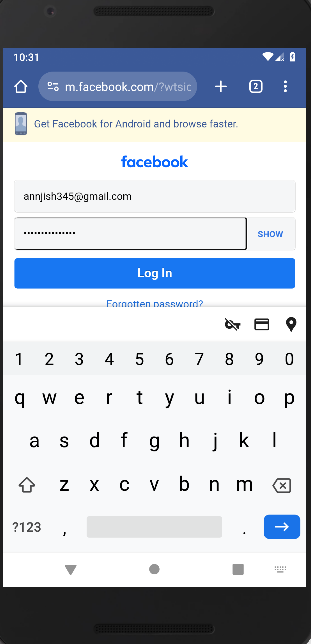 10:31
m.facebook.com/?wtsic
2
Get Facebook for Android and browse faster.
facebook
annjish345@gmail.com
••••••••••••••
SHOW
Log In
Forgotten password?
1 2 3 4 5 6 7 8 9 0
q w e r t y u i o p
a s d f g h j k l
z x c v b n m
?123 , .